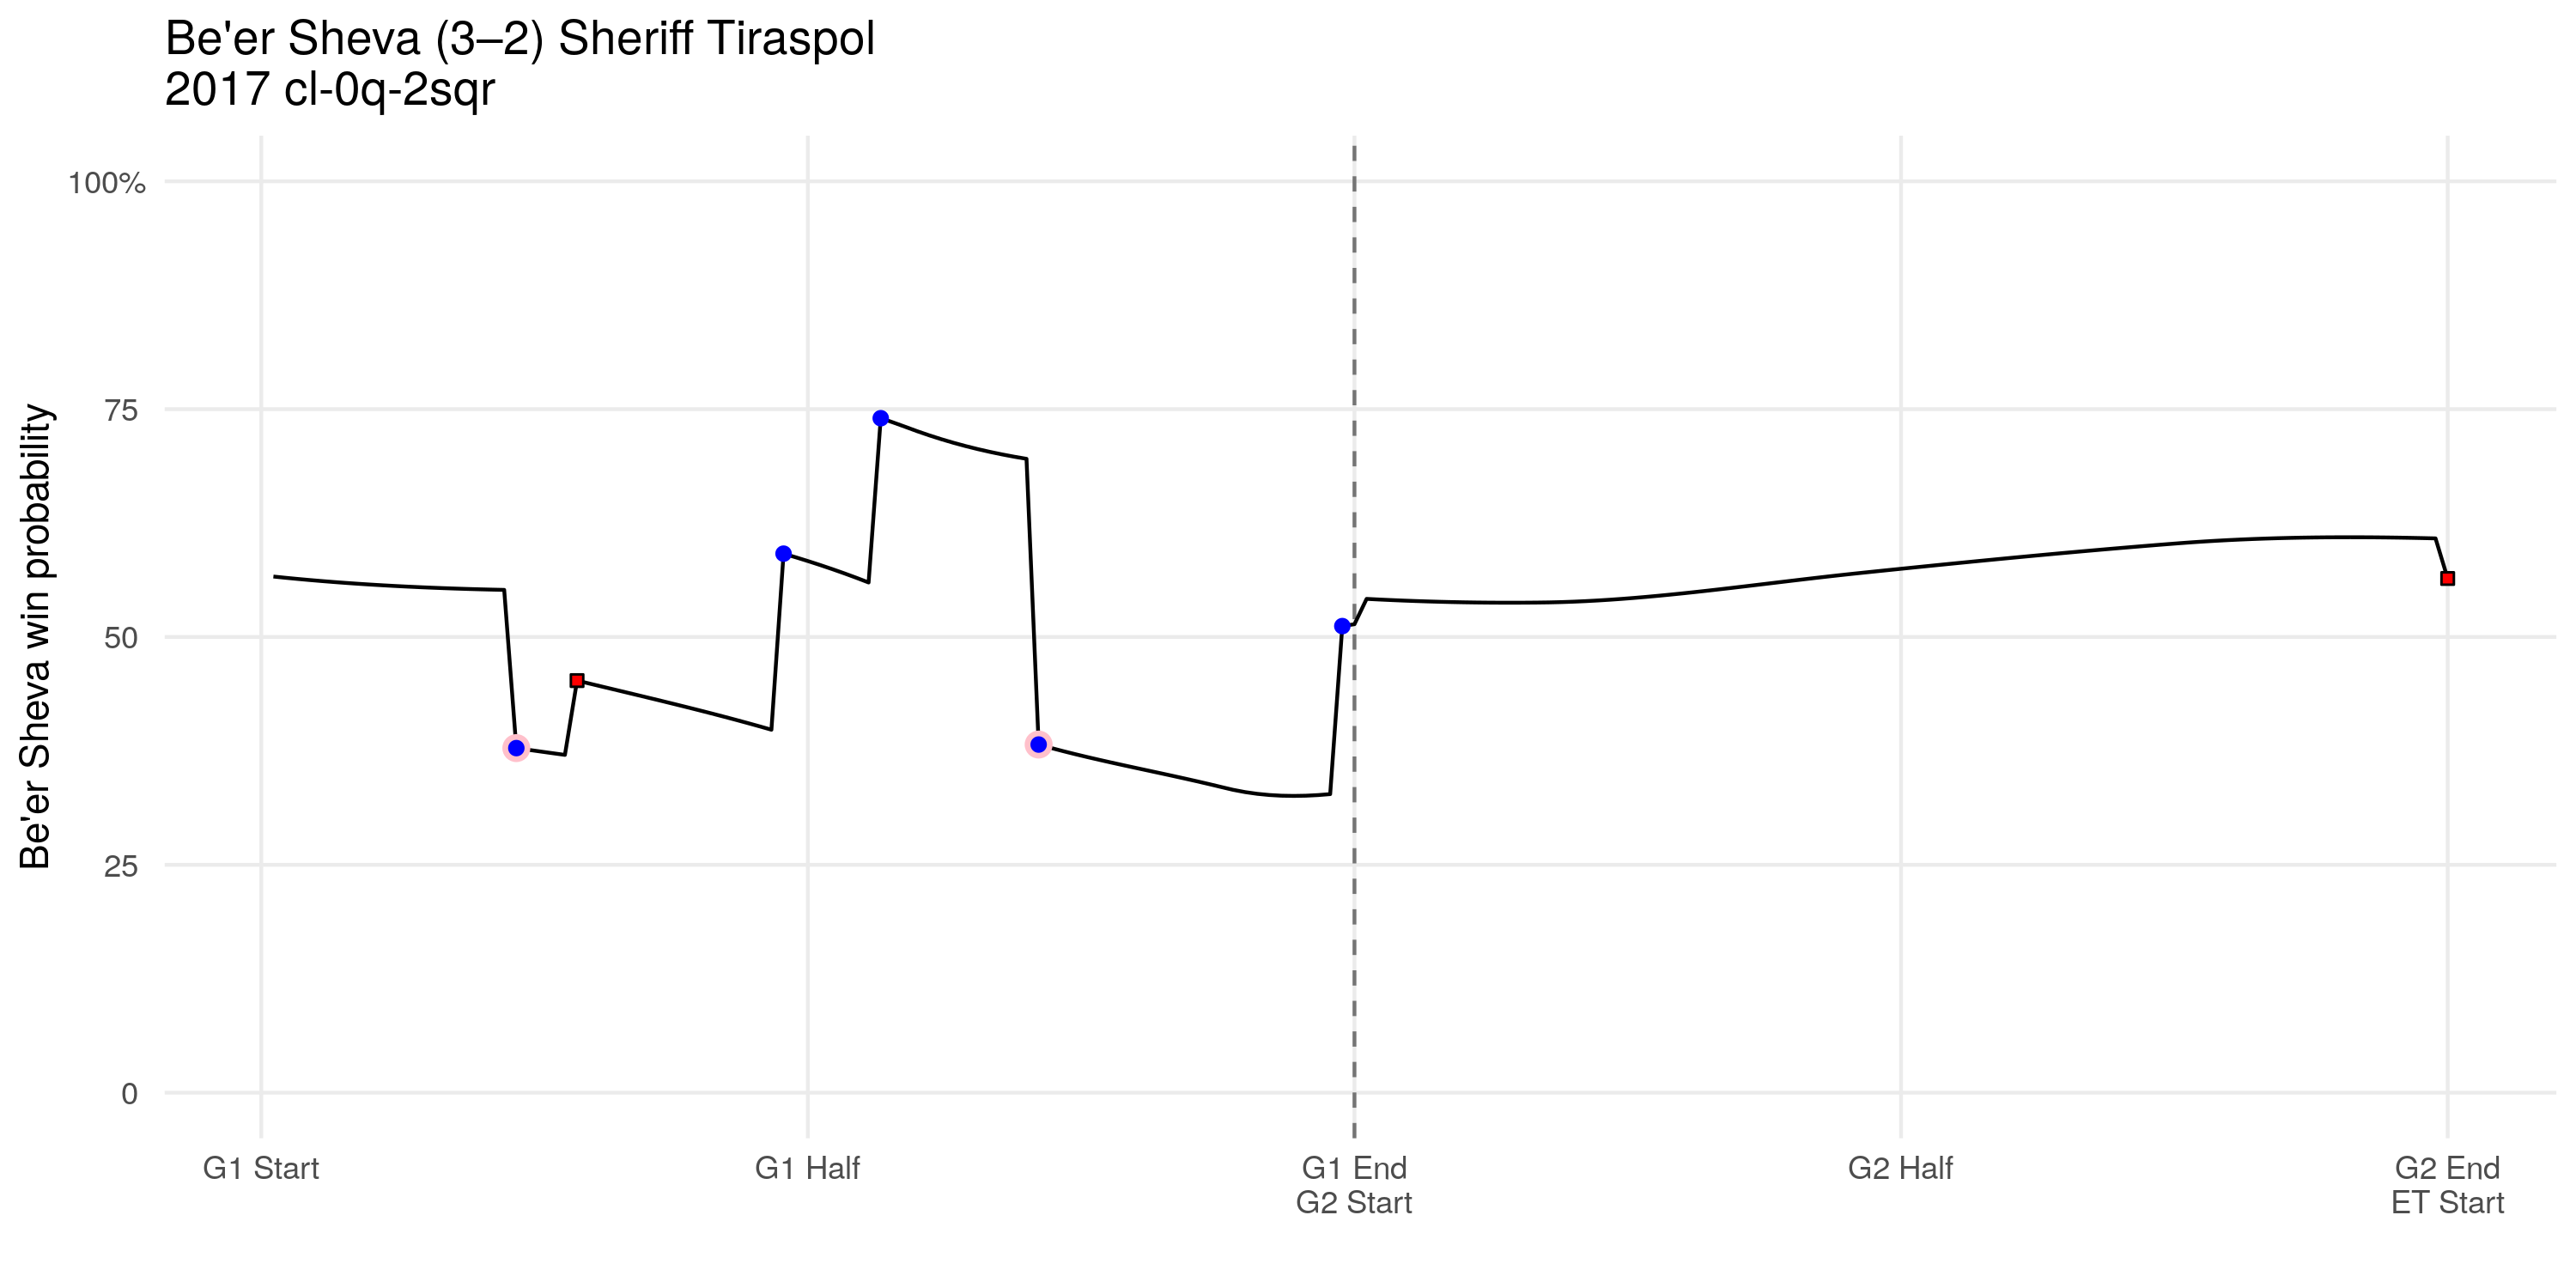 Be'er Sheva (3–2) Sheriff Tiraspol
2017 cl-0q-2sqr
Be'er Sheva win probability
100%
75
50
25
0
G1 Start
G1 Half
G1 End
G2 Start
G2 Half
G2 End
ET Start